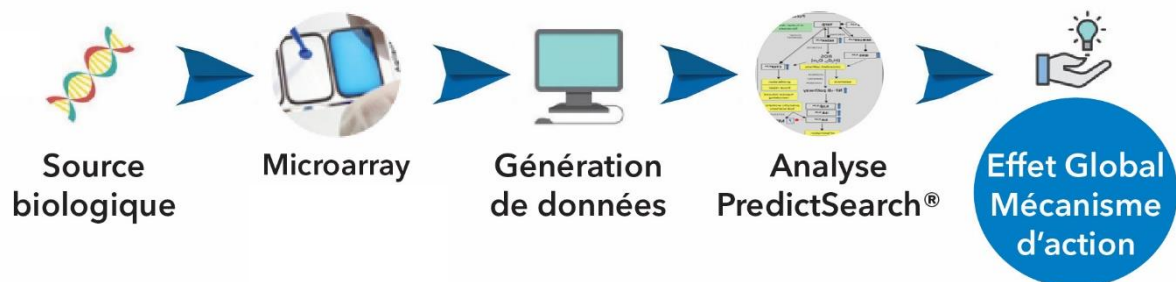 Source
biologique
Microarray
Génération
de données
Analyse
PredictSearch®
Effet Global
Mécanisme
d'action